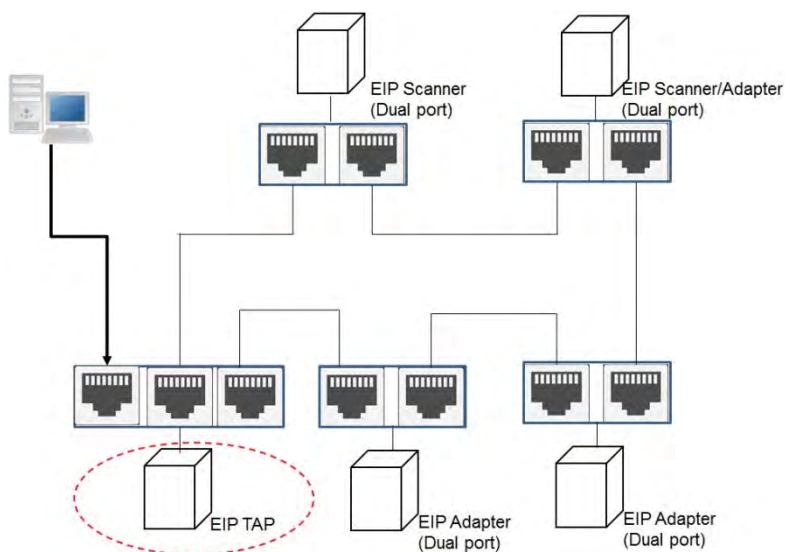 EIP Scanner
(Dual port)
EIP Scanner/Adapter
(Dual port)
EIP TAP
EIP Adapter
(Dual port)
EIP Adapter
(Dual port)